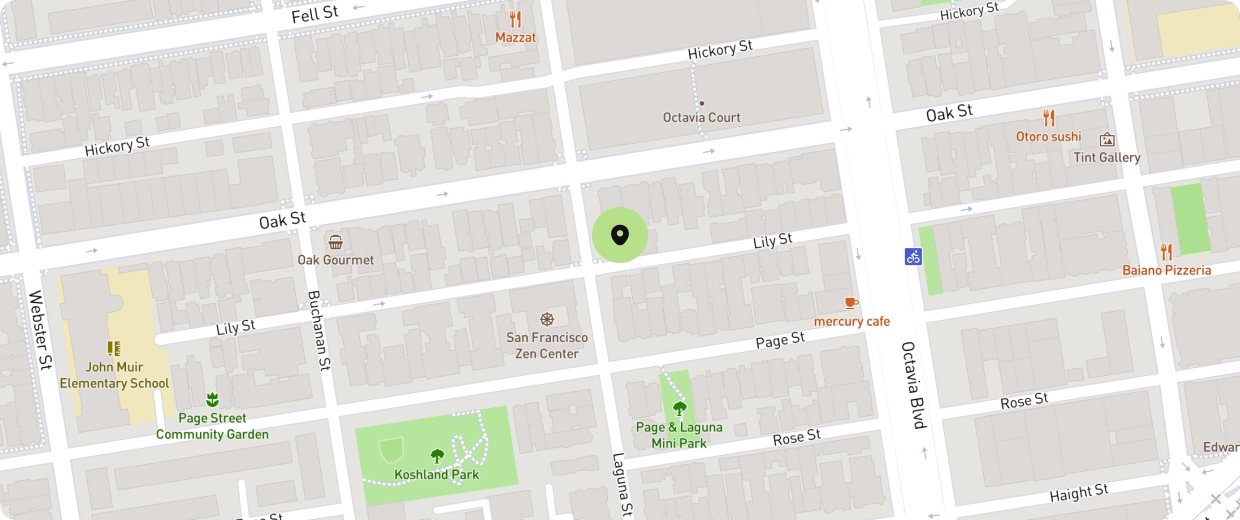 Fell St
Hickory St
Mazzat
Hickory St
Octavia Court
Oak St
Otoro sushi
Tint Gallery
Hickory St
Oak St
Oak Gourmet
Lily St
Baiano Pizzeria
Webster St
Buchanan St
Lily St
San Francisco
Zen Center
mercury cafe
Page St
John Muir
Elementary School
Octavia Blvd
Page Street
Community Garden
Page & Laguna
Mini Park
Rose St
Rose St
Koshland Park
Laguna St
Edwar
Haight St